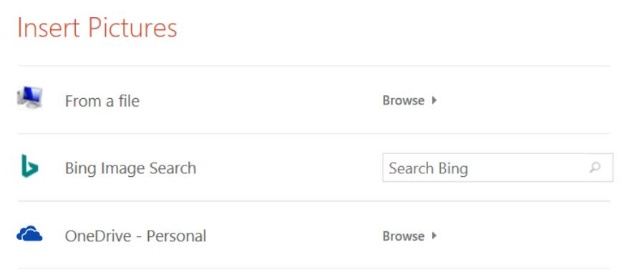 Insert Pictures
From a file Browse
Bing Image Search Search Bing
OneDrive - Personal Browse